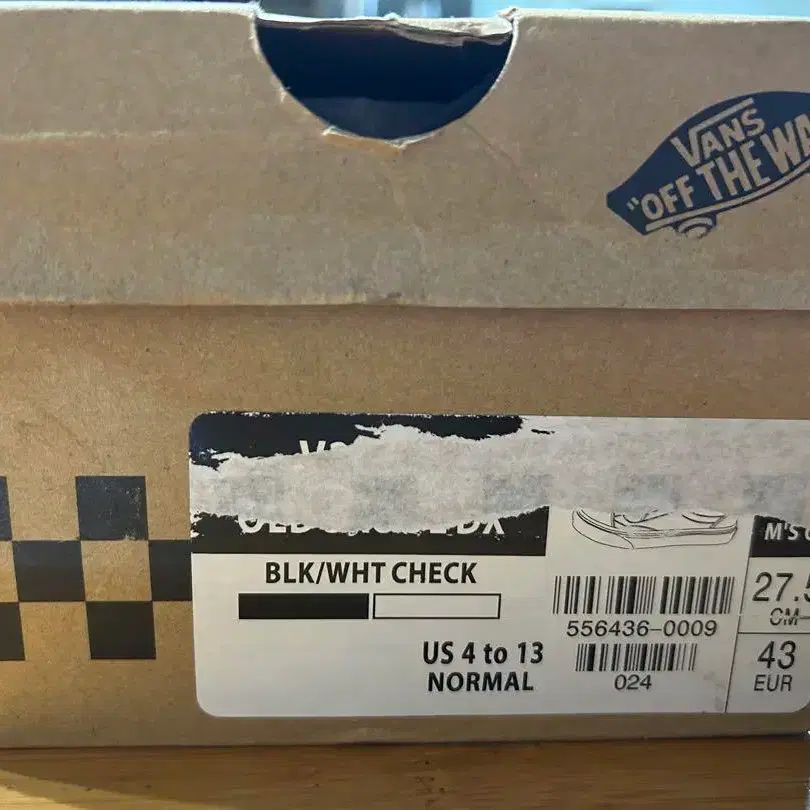 VANS
"OFF THE WA
BLK/WHT CHECK
US 4 to 13
NORMAL
556436-0009
024
M'S
27.5
CM
43
EUR